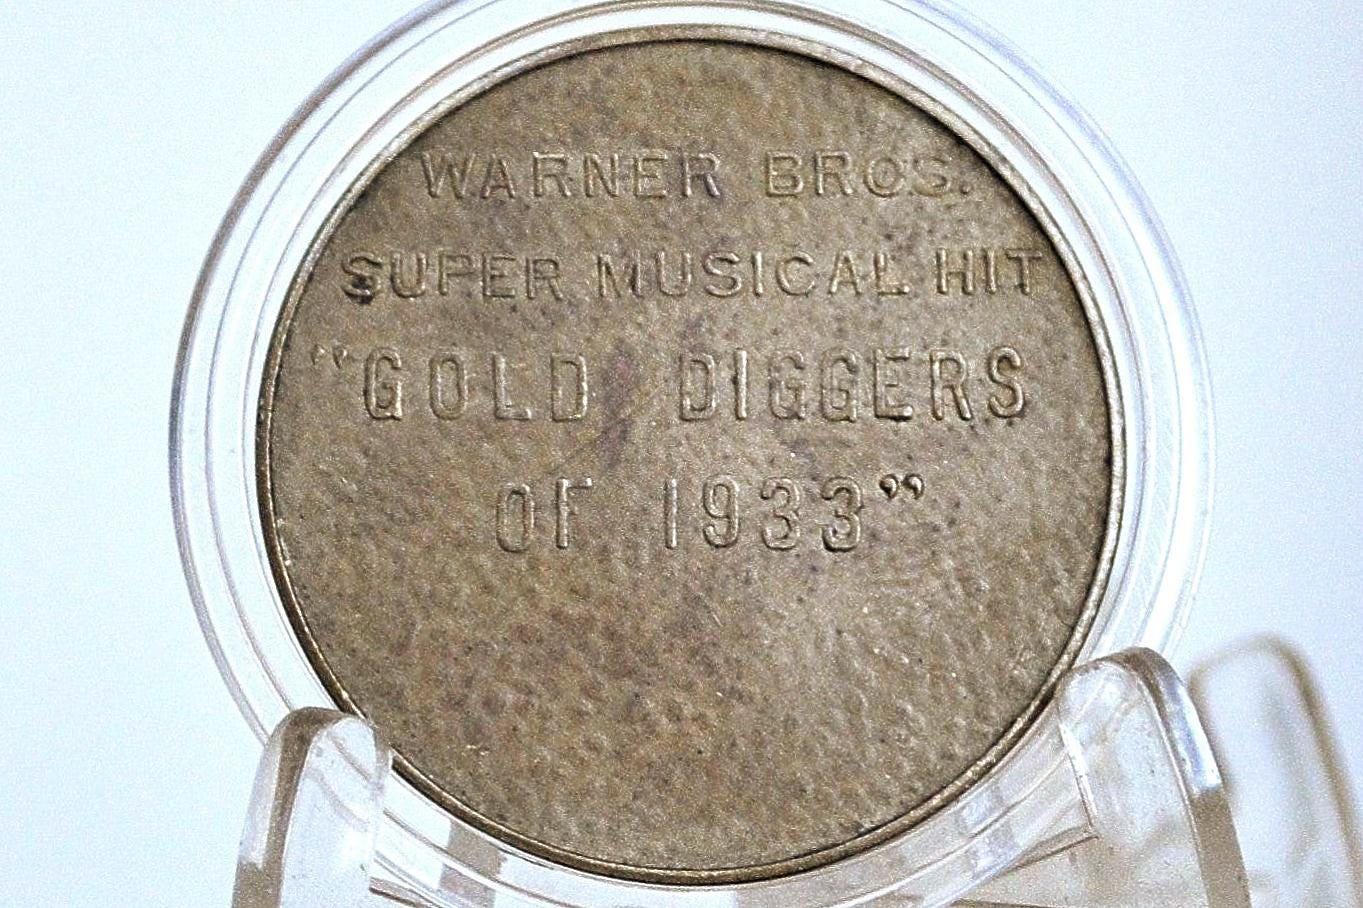 WARNER BROS.
SUPER MUSICAL HIT
"GOLD DIGGERS
OF 1933”